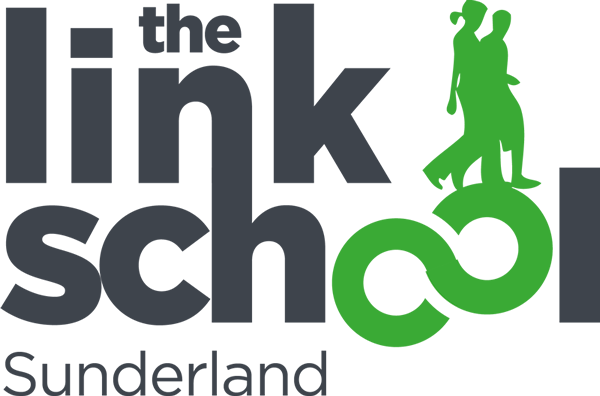 the
link
school
Sunderland